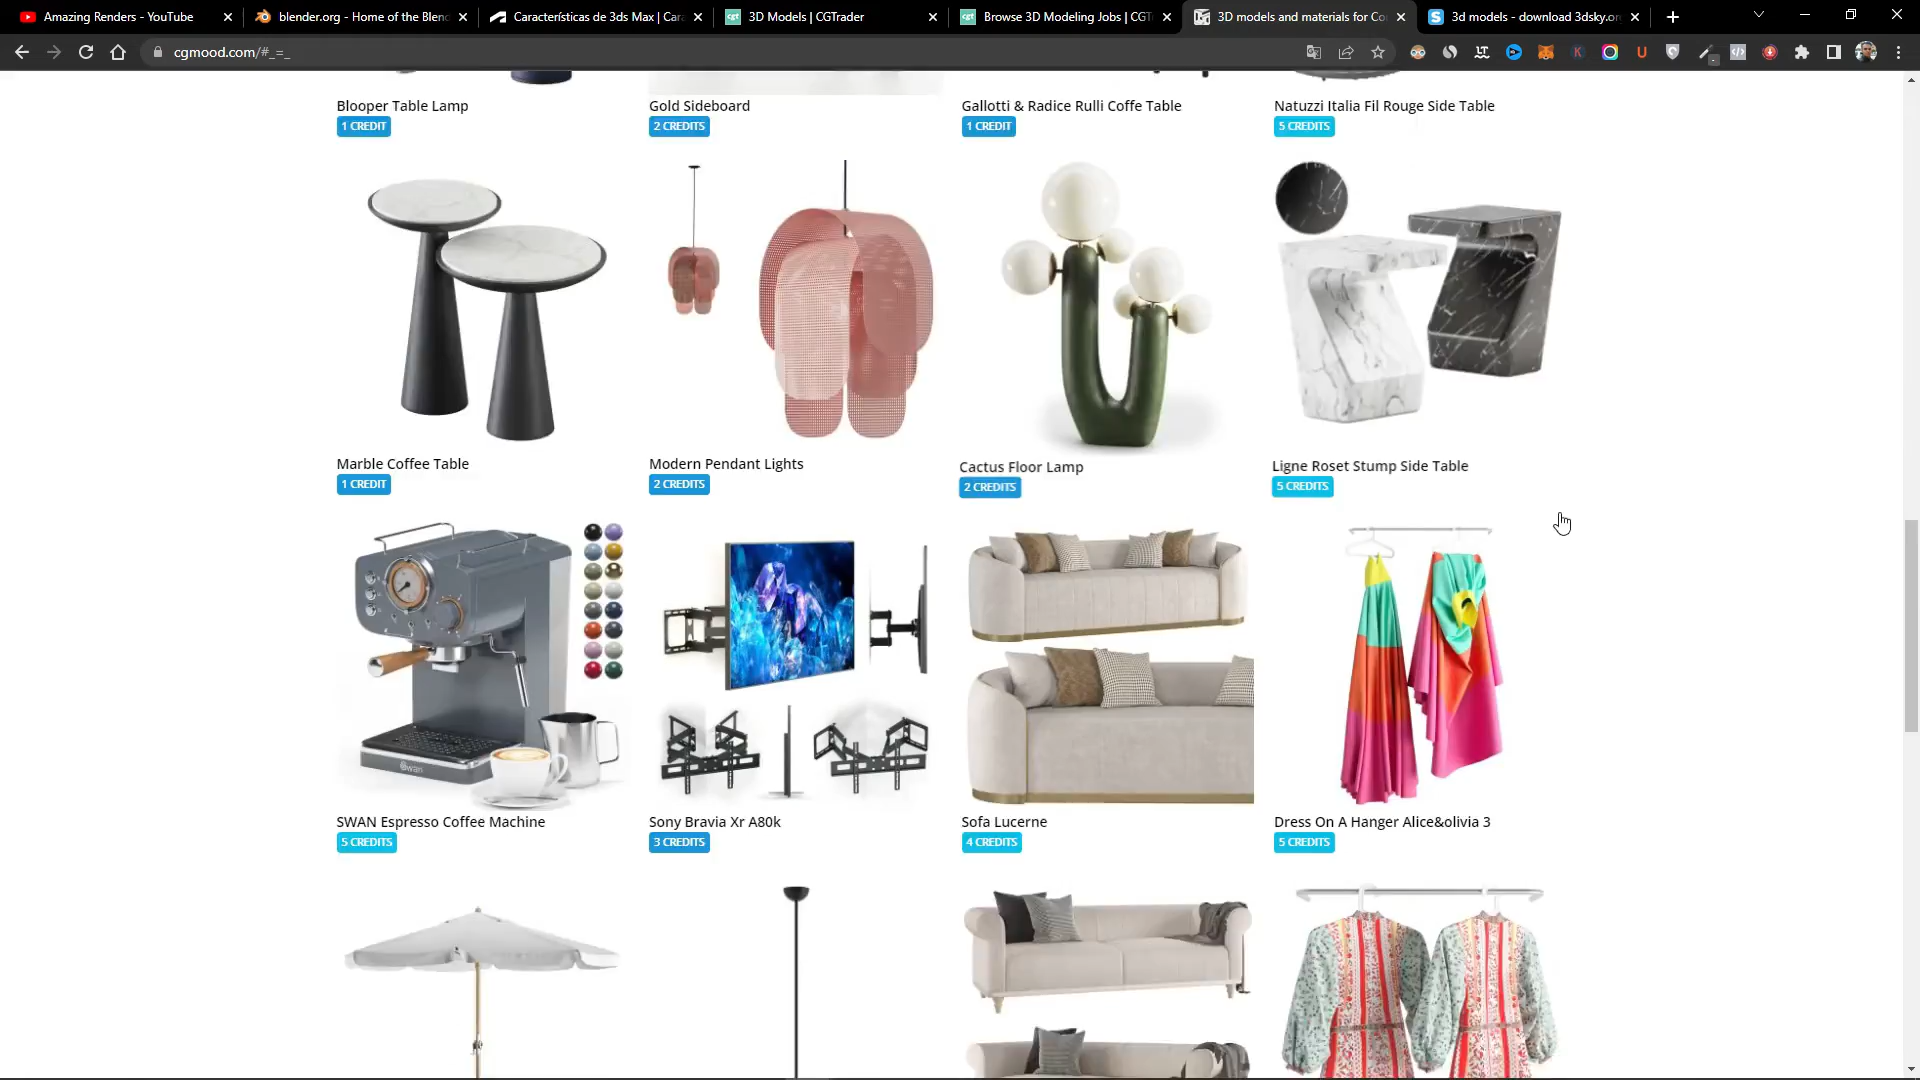 Amazing Renders - YouTube
blender.org - Home of the Blen
Características de 3ds Max | Car
3D Models | CGTrader
Browse 3D Modeling Jobs | CGT
3D models and materials for Co
3d models - download 3dsky.or
cgmood.com/#_=_
Blooper Table Lamp
1 CREDIT
Gold Sideboard
2 CREDITS
Gallotti & Radice Rulli Coffe Table
1 CREDIT
Natuzzi Italia Fil Rouge Side Table
5 CREDITS
Marble Coffee Table
1 CREDIT
Modern Pendant Lights
2 CREDITS
Cactus Floor Lamp
2 CREDITS
Ligne Roset Stump Side Table
5 CREDITS
SWAN Espresso Coffee Machine
5 CREDITS
Sony Bravia Xr A80k
3 CREDITS
Sofa Lucerne
4 CREDITS
Dress On A Hanger Alice&olivia 3
5 CREDITS